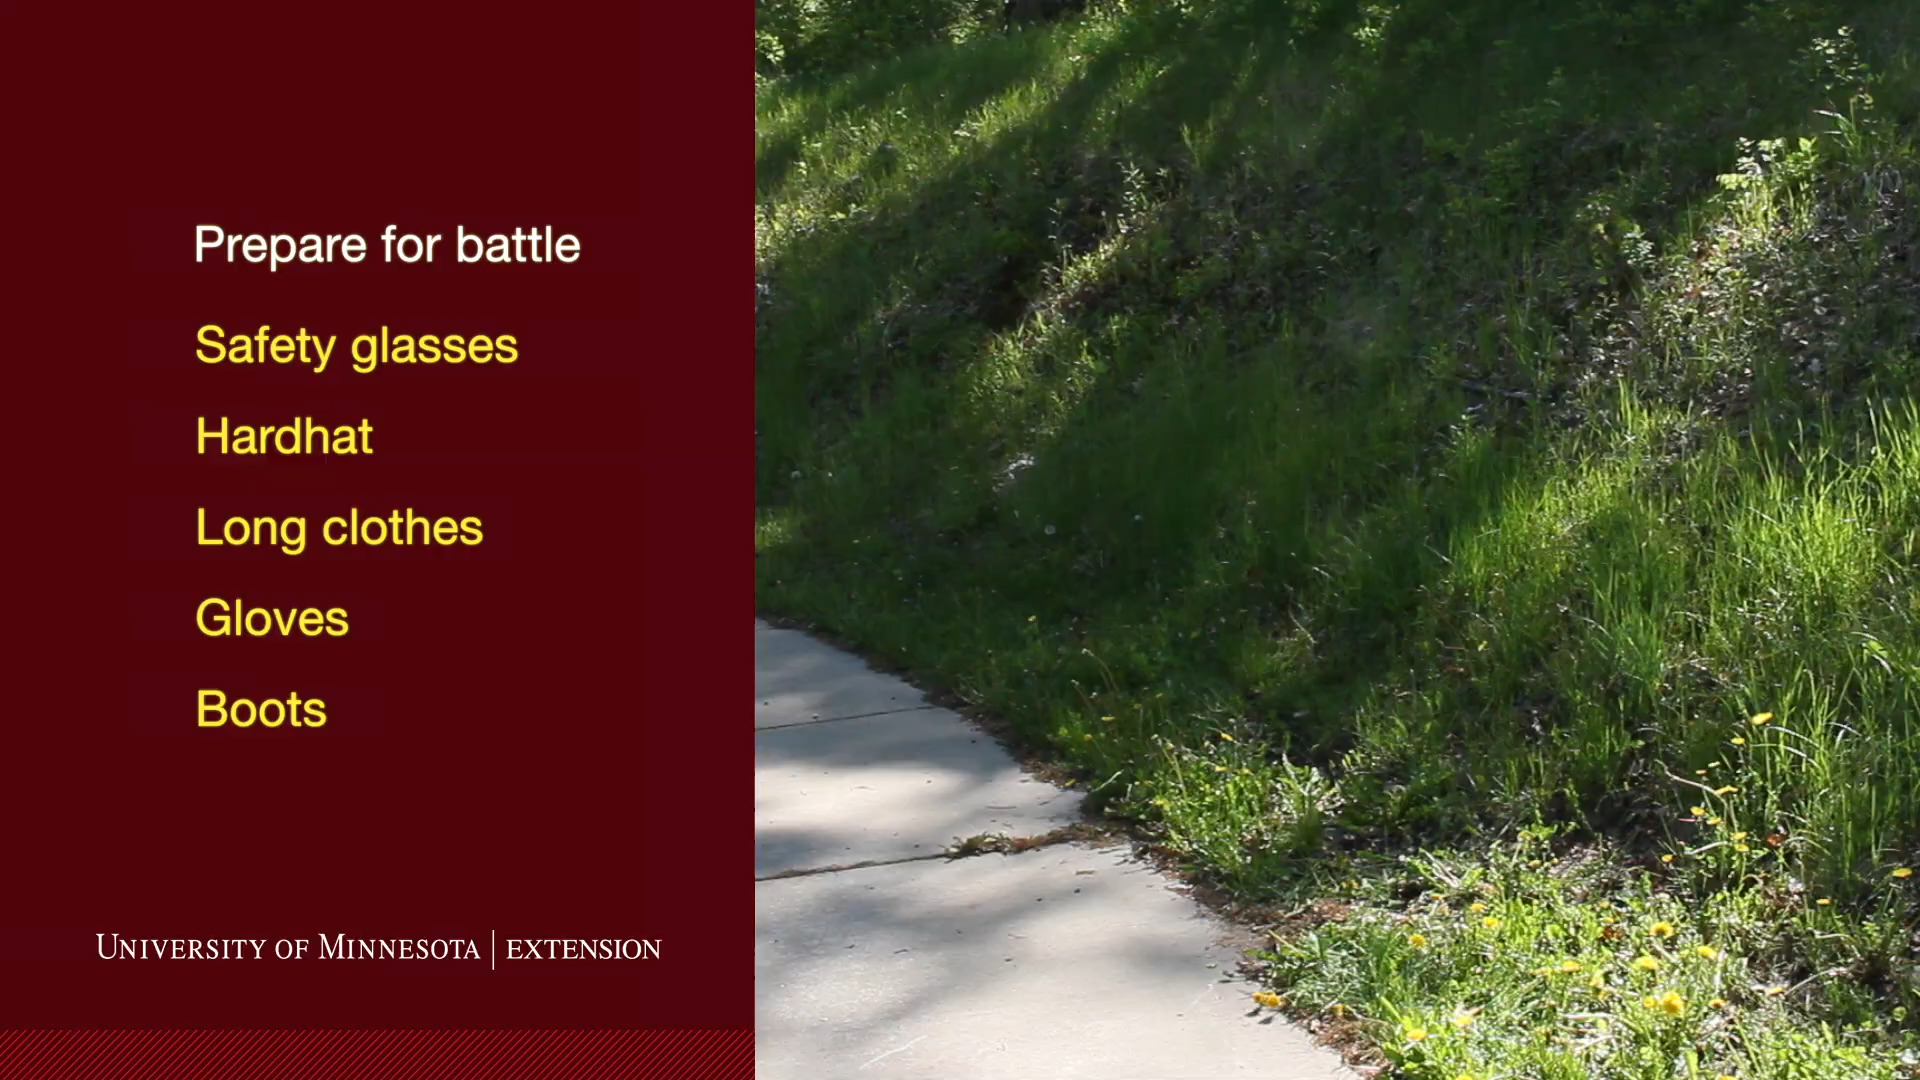 Prepare for battle
Safety glasses
Hardhat
Long clothes
Gloves
Boots
UNIVERSITY OF MINNESOTA | EXTENSION